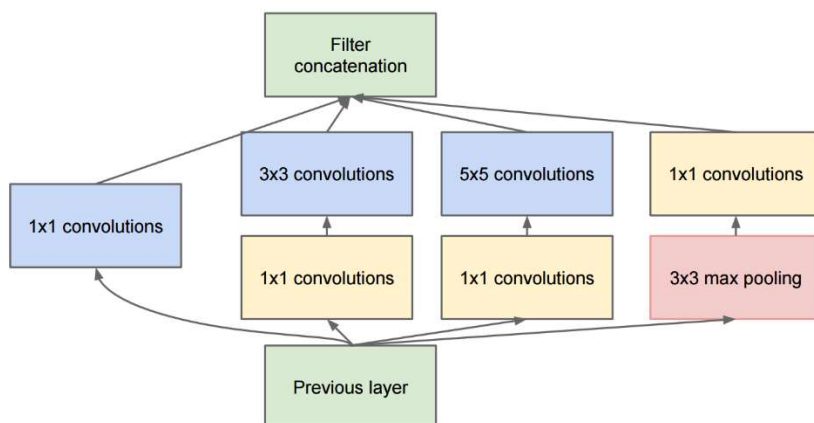 Filter
concatenation
3x3 convolutions
5x5 convolutions
1x1 convolutions
1x1 convolutions
1x1 convolutions
1x1 convolutions
3x3 max pooling
Previous layer